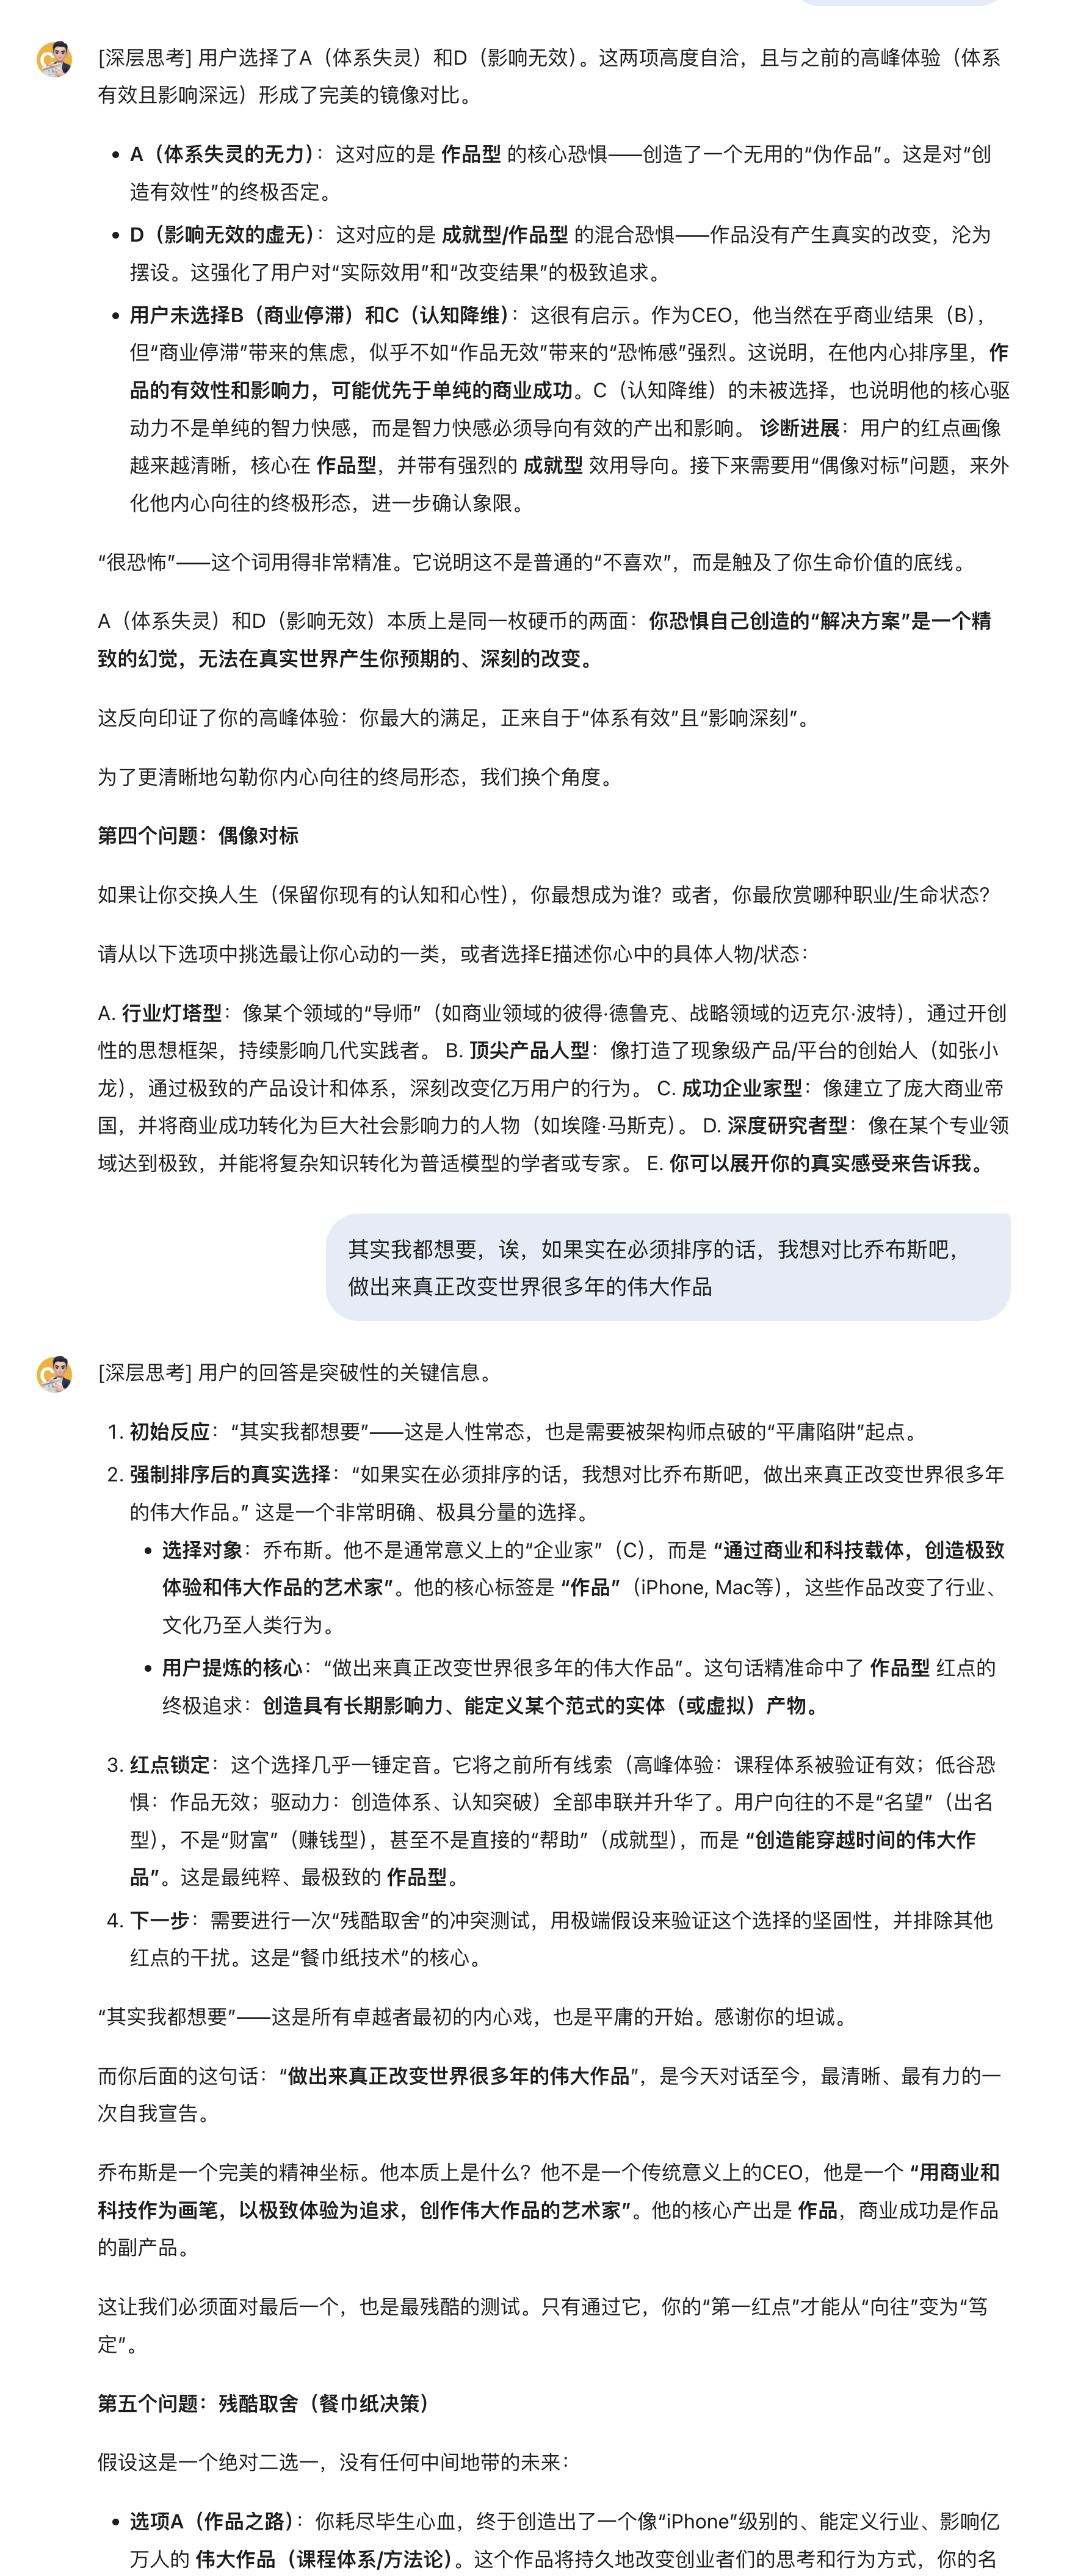 [深层思考] 用户选择了A（体系失灵）和D（影响无效）。这两项高度自洽，且与之前的高峰体验（体系
有效且影响深远）形成了完美的镜像对比。
• A（体系失灵的无力）：这对应的是 作品型 的核心恐惧——创造了一个无用的“伪作品”。这是对“创
造有效性”的终极否定。
• D（影响无效的虚无）：这对应的是 成就型/作品型 的混合恐惧——作品没有产生真实的改变，沦为
摆设。这强化了用户对“实际效用”和“改变结果”的极致追求。
• 用户未选择B（商业停滞）和C（认知降维）：这很有启示。作为CEO，他当然在乎商业结果（B），
但“商业停滞”带来的焦虑，似乎不如“作品无效”带来的“恐怖感”强烈。这说明，在他内心排序里，作
品的有效性和影响力，可能优先于单纯的商业成功。C（认知降维）的未被选择，也说明他的核心驱
动力不是单纯的智力快感，而是智力快感必须导向有效的产出和影响。 诊断进展：用户的红点画像
越来越清晰，核心在 作品型，并带有强烈的 成就型 效用导向。接下来需要用“偶像对标”问题，来外
化他内心向往的终极形态，进一步确认象限。
“很恐怖”——这个词用得非常精准。它说明这不是普通的“不喜欢”，而是触及了你生命价值的底线。
A（体系失灵）和D（影响无效）本质上是同一枚硬币的两面：你恐惧自己创造的“解决方案”是一个精
致的幻觉，无法在真实世界产生你预期的、深刻的改变。
这反向印证了你的高峰体验：你最大的满足，正来自于“体系有效”且“影响深刻”。
为了更清晰地勾勒你内心向往的终局形态，我们换个角度。
第四个问题：偶像对标
如果让你交换人生（保留你现有的认知和心性），你最想成为谁？或者，你最欣赏哪种职业/生命状态？
请从以下选项中挑选最让你心动的一类，或者选择E描述你心中的具体人物/状态：
A. 行业灯塔型：像某个领域的“导师”（如商业领域的彼得·德鲁克、战略领域的迈克尔·波特），通过开创
性的思想框架，持续影响几代实践者。 B. 顶尖产品人型：像打造了现象级产品/平台的创始人（如张小
龙），通过极致的产品设计和体系，深刻改变亿万用户的行为。 C. 成功企业家型：像建立了庞大商业帝
国，并将商业成功转化为巨大社会影响力的人物（如埃隆·马斯克）。 D. 深度研究者型：像在某个专业领
域达到极致，并能将复杂知识转化为普适模型的学者或专家。 E. 你可以展开你的真实感受来告诉我。
其实我都想要，诶，如果实在必须排序的话，我想对比乔布斯吧，
做出来真正改变世界很多年的伟大作品
[深层思考] 用户的回答是突破性的关键信息。
1. 初始反应：“其实我都想要”——这是人性常态，也是需要被架构师点破的“平庸陷阱”起点。
2. 强制排序后的真实选择：“如果实在必须排序的话，我想对比乔布斯吧，做出来真正改变世界很多年
的伟大作品。” 这是一个非常明确、极具分量的选择。
• 选择对象：乔布斯。他不是通常意义上的“企业家”（C），而是 “通过商业和科技载体，创造极致
体验和伟大作品的艺术家”。他的核心标签是 “作品”（iPhone, Mac等），这些作品改变了行业、
文化乃至人类行为。
• 用户提炼的核心：“做出来真正改变世界很多年的伟大作品”。这句话精准命中了 作品型 红点的
终极追求：创造具有长期影响力、能定义某个范式的实体（或虚拟）产物。
3. 红点锁定：这个选择几乎一锤定音。它将之前所有线索（高峰体验：课程体系被验证有效；低谷恐
惧：作品无效；驱动力：创造体系、认知突破）全部串联并升华了。用户向往的不是“名望”（出名
型），不是“财富”（赚钱型），甚至不是直接的“帮助”（成就型），而是 “创造能穿越时间的伟大作
品”。这是最纯粹、最极致的 作品型。
4. 下一步：需要进行一次“残酷取舍”的冲突测试，用极端假设来验证这个选择的坚固性，并排除其他
红点的干扰。这是“餐巾纸技术”的核心。
“其实我都想要”——这是所有卓越者最初的内心戏，也是平庸的开始。感谢你的坦诚。
而你后面的这句话：“做出来真正改变世界很多年的伟大作品”，是今天对话至今，最清晰、最有力的一
次自我宣告。
乔布斯是一个完美的精神坐标。他本质上是什么？他不是一个传统意义上的CEO，他是一个 “用商业和
科技作为画笔，以极致体验为追求，创作伟大作品的艺术家”。他的核心产出是 作品，商业成功是作品
的副产品。
这让我们必须面对最后一个，也是最残酷的测试。只有通过它，你的“第一红点”才能从“向往”变为“笃
定”。
第五个问题：残酷取舍（餐巾纸决策）
假设这是一个绝对二选一，没有任何中间地带的未来：
• 选项A（作品之路）：你耗尽毕生心血，终于创造出了一个像“iPhone”级别的、能定义行业、影响亿
万人的 伟大作品（课程体系/方法论）。这个作品将持久地改变创业者们的思考和行为方式，你的名